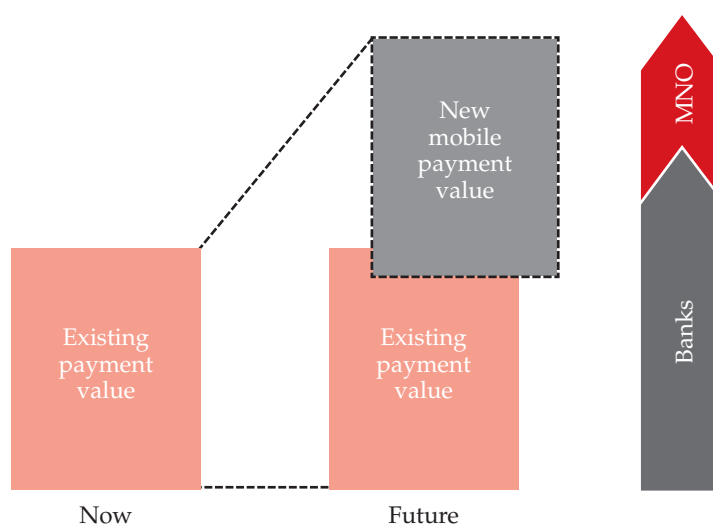 New
mobile
payment
value
MNO
Existing
payment
value
Existing
payment
value
Banks
Now
Future